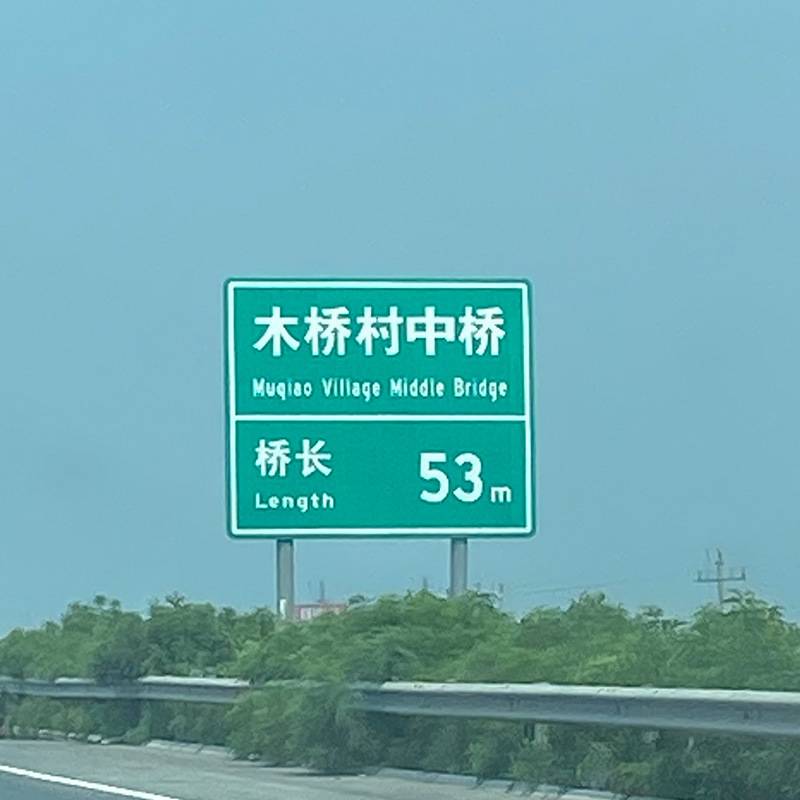 木桥村中桥
Muqiao Village Middle Bridge
桥长
Length
53m